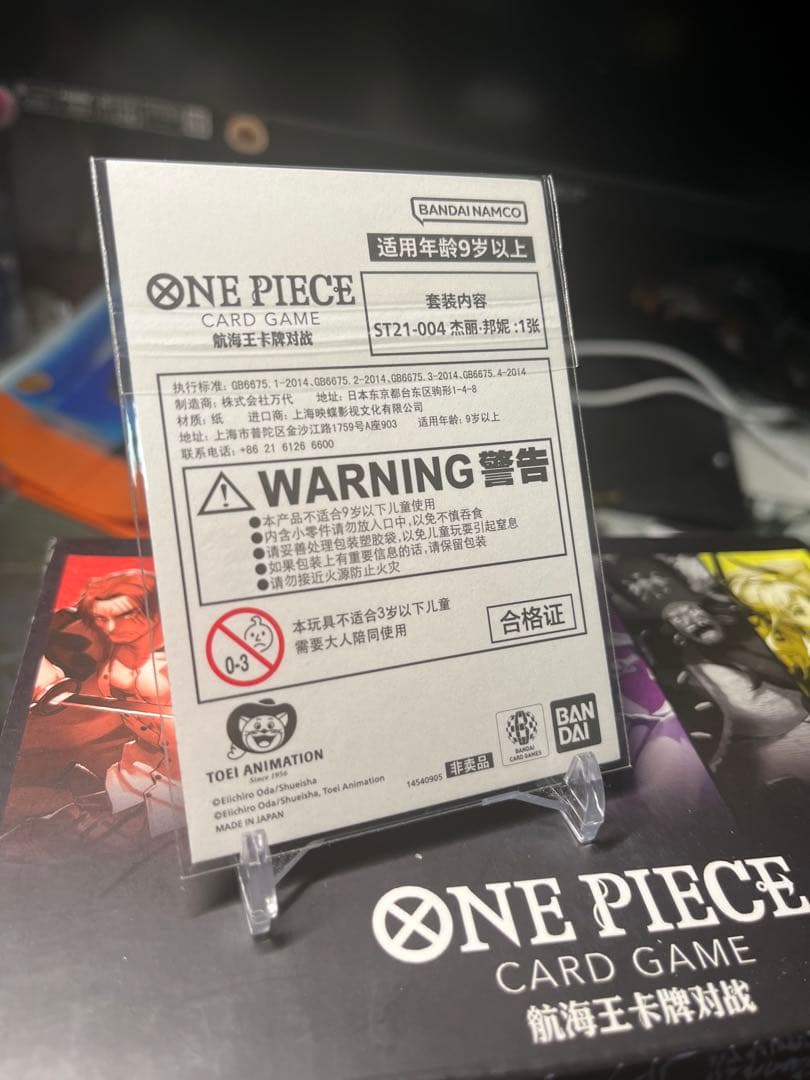 BANDAI NAMCO
适用年龄9岁以上
ONE PIECE
CARD GAME
航海王卡牌对战
套装内容
ST21-004 杰丽·邦妮 :1张
执行标准: GB6675.1-2014、GB6675.2-2014、GB6675.3-2014、GB6675.4-2014
制造商: 株式会社万代 地址: 日本东京都台东区驹形1-4-8
材质: 纸 进口商: 上海映蝶影视文化有限公司
地址: 上海市普陀区金沙江路1759号A座903 适用年龄: 9岁以上
联系电话: +86 21 6126 6600
WARNING 警告
●本产品不适合9岁以下儿童使用
●内含小零件请勿放入口中,以免不慎吞食
●请妥善处理包装塑胶袋,以免儿童玩耍引起窒息
●如果包装上有重要信息的话,请保留包装
●请勿接近火源防止火灾
0-3
本玩具不适合3岁以下儿童
需要大人陪同使用
合格证
TOEI ANIMATION
Since 1956
©Eiichiro Oda/Shueisha
©Eiichiro Oda/Shueisha, Toei Animation
MADE IN JAPAN
14540905
非卖品
BANDAI
CARD GAMES
BAN
DAI
ONE PIECE
CARD GAME
航海王卡牌对战